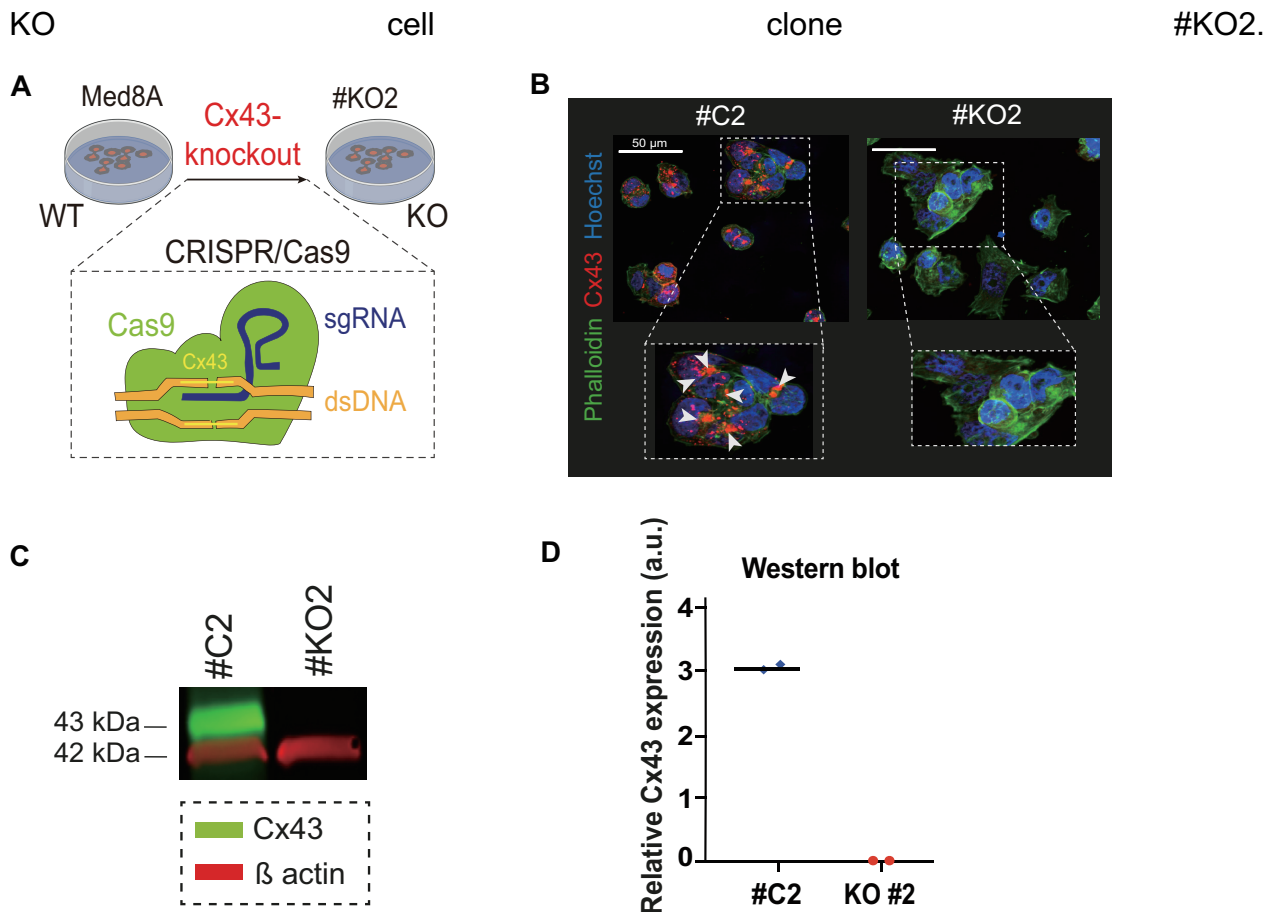 KO cell clone #KO2.
A
Med8A
Cx43-
knockout
#KO2
WT
KO
CRISPR/Cas9
Cas9
sgRNA
Cx43
dsDNA
B
#C2
#KO2
50 µm
Phalloidin Cx43 Hoechst
C
#C2
#KO2
43 kDa
42 kDa
Cx43
ß actin
D
Western blot
Relative Cx43 expression (a.u.)
4
3
2
1
0
#C2
KO #2